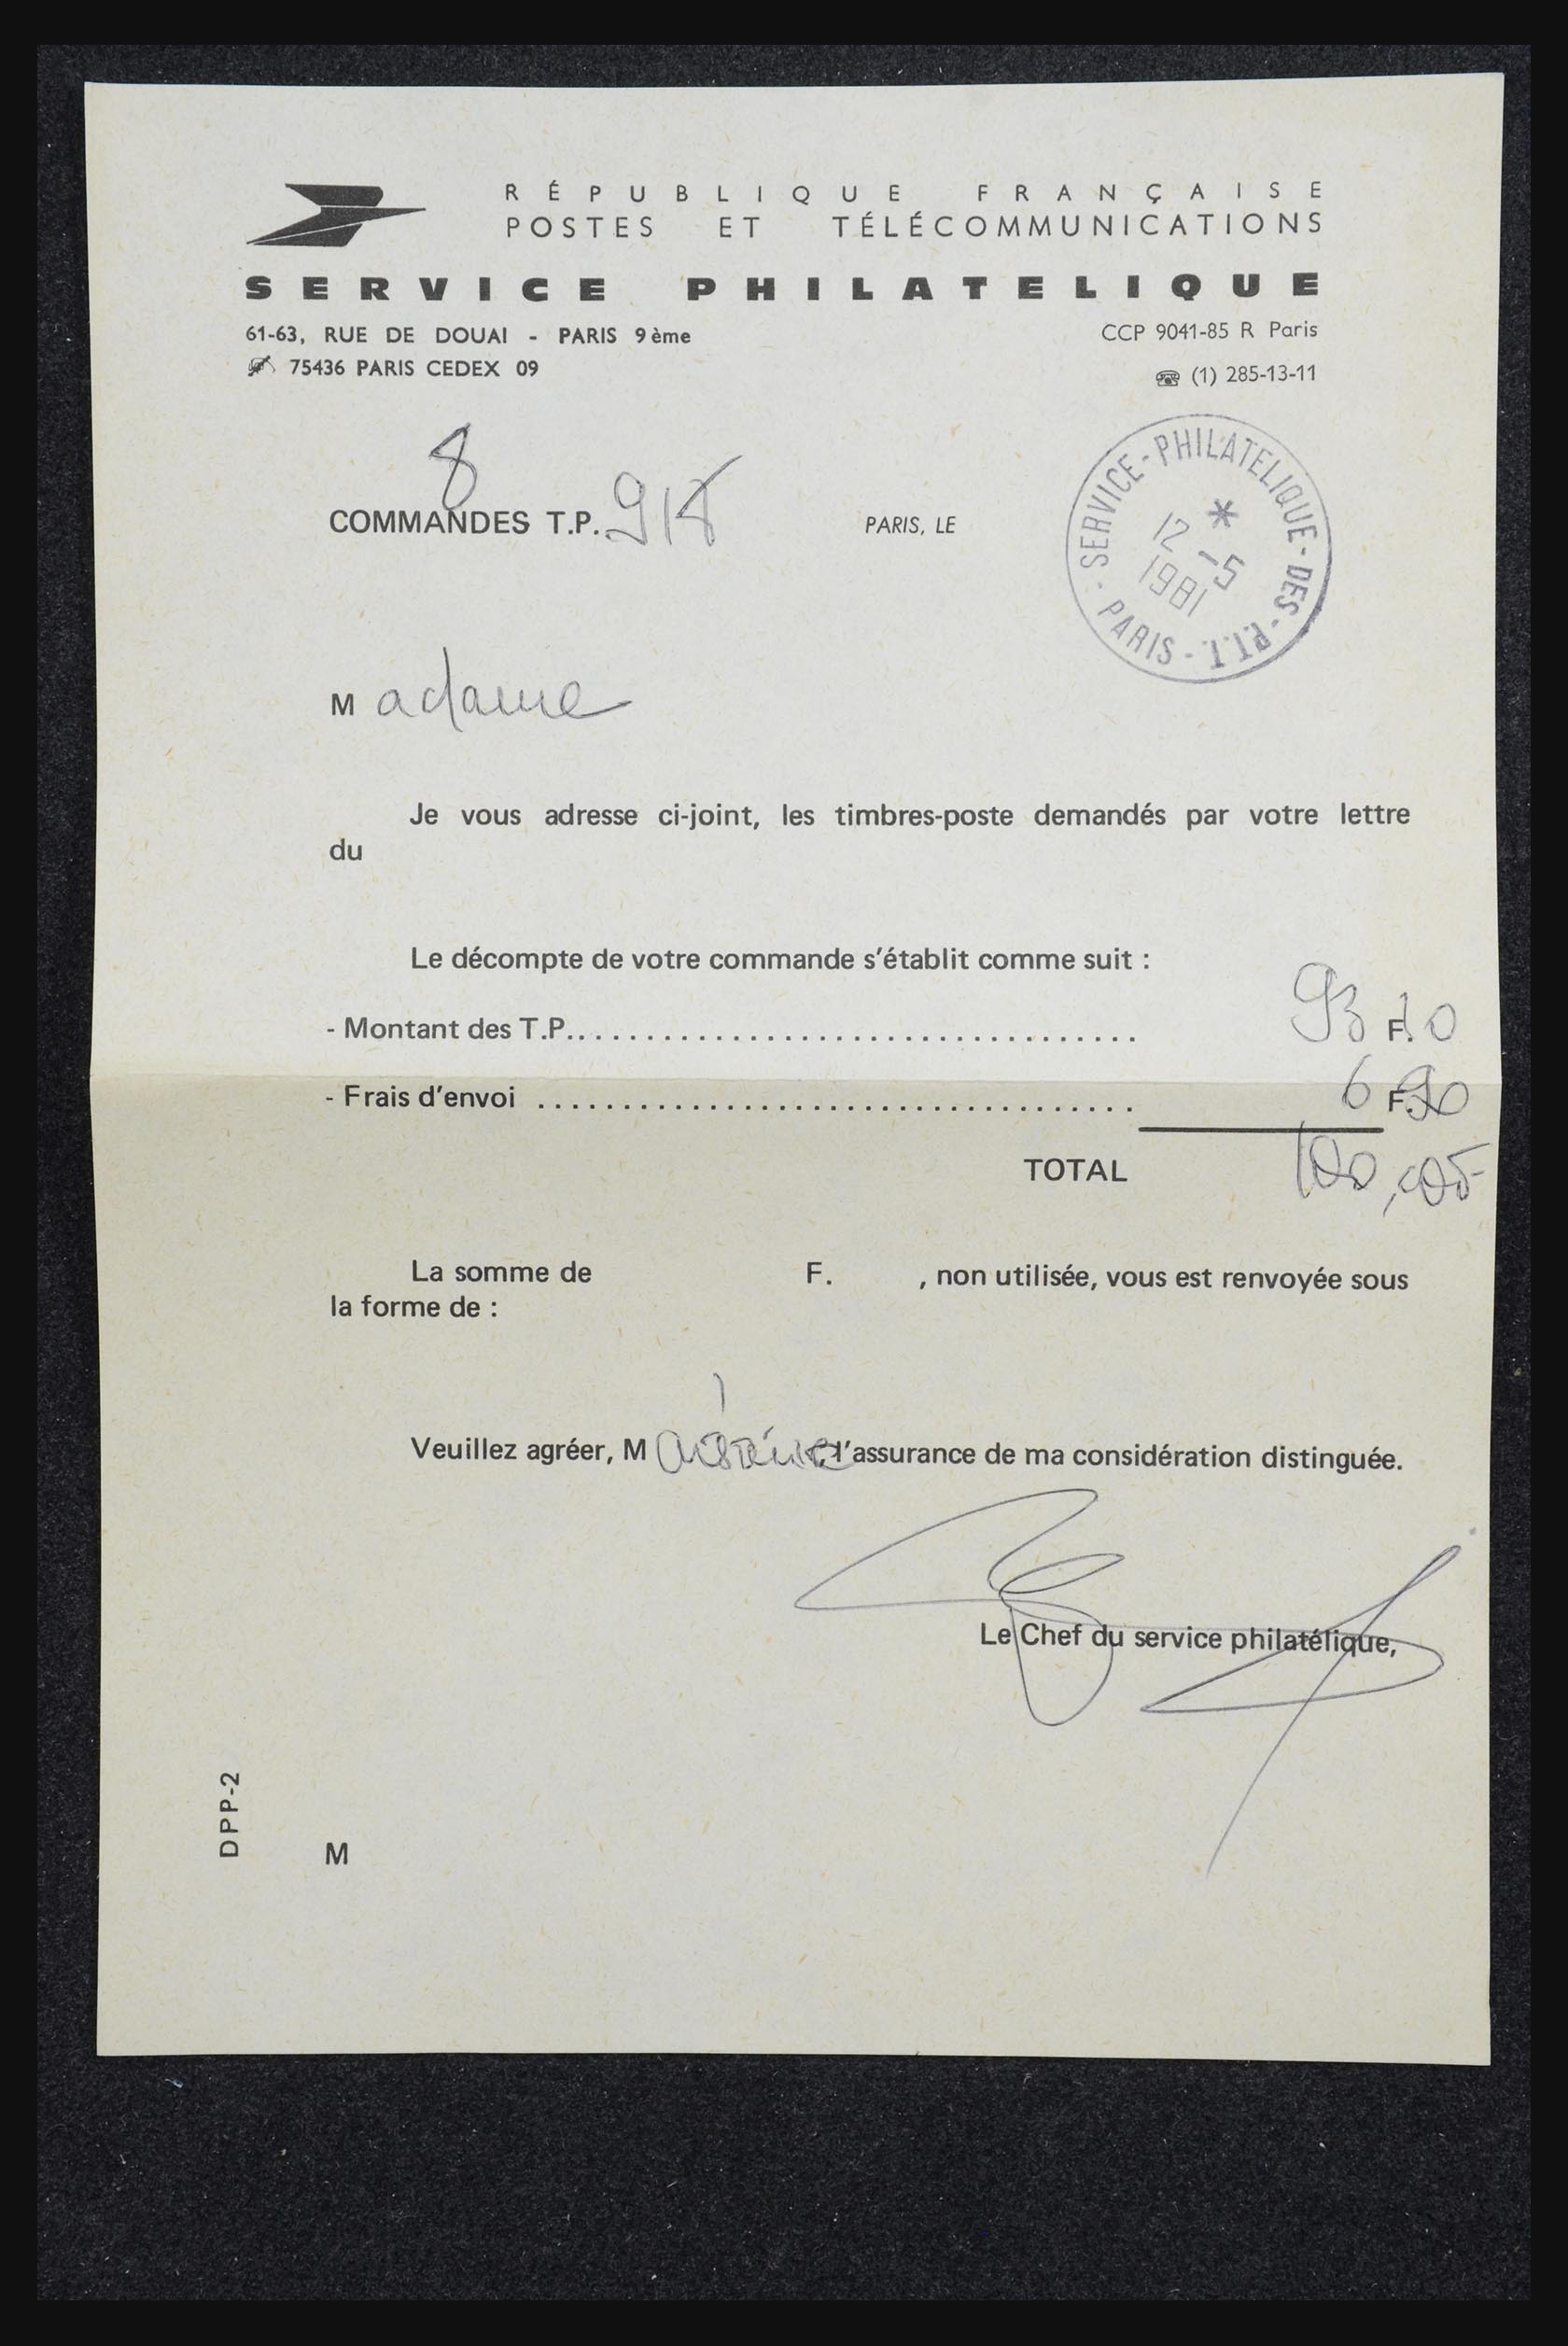 RÉPUBLIQUE FRANÇAISE
POSTES ET TÉLÉCOMMUNICATIONS
SERVICE PHILATELIQUE
61-63, RUE DE DOUAI - PARIS 9ème
CCP 9041-85 R Paris
75436 PARIS CEDEX 09
(1) 285-13-11
8
COMMANDES T.P.
PARIS, LE
SERVICE - PHILATELIQUE - DES - P.T.T. - PARIS -
12 -5
1981
Madame
Je vous adresse ci-joint, les timbres-poste demandés par votre lettre
du
Le décompte de votre commande s'établit comme suit :
- Montant des T.P. .................................. 93 F. 10
- Frais d'envoi .................................... 6 F.
TOTAL
La somme de F. , non utilisée, vous est renvoyée sous
la forme de :
Veuillez agréer, Madame, l'assurance de ma considération distinguée.
Le Chef du service philatélique,
DPP-2
M